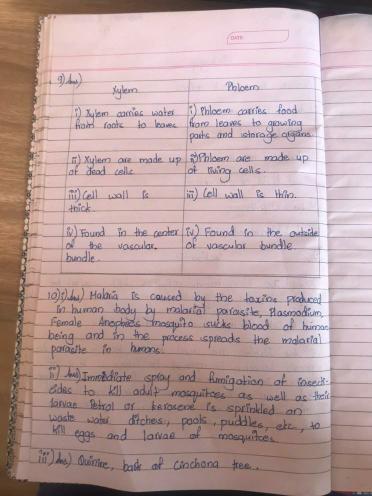 DATE
9) Ans)
Xylem Phloem
i) Xylem carries water i) Phloem carries food
from roots to leaves from leaves to growing
parts and storage organs.
ii) Xylem are made up ii) Phloem are made up
of dead cells of living cells.
iii) Cell wall is iii) Cell wall is thin.
thick.
iv) Found in the center iv) Found in the outside
of the vascular of vascular bundle.
bundle.
10) i) Ans) Malaria is caused by the toxins produced
in human body by malarial parasite, Plasmodium.
Female Anopheles mosquito sucks blood of human
being and in the process spreads the malarial
parasite in humans.
ii) Ans) Immediate spray and fumigation of insecti-
cides to kill adult mosquitoes as well as their
larvae petrol or kerosene is sprinkled on
waste water ditches, pools, puddles, etc., to
kill eggs and larvae of mosquitoes.
iii) Ans) Quinine, bark of cinchona tree.